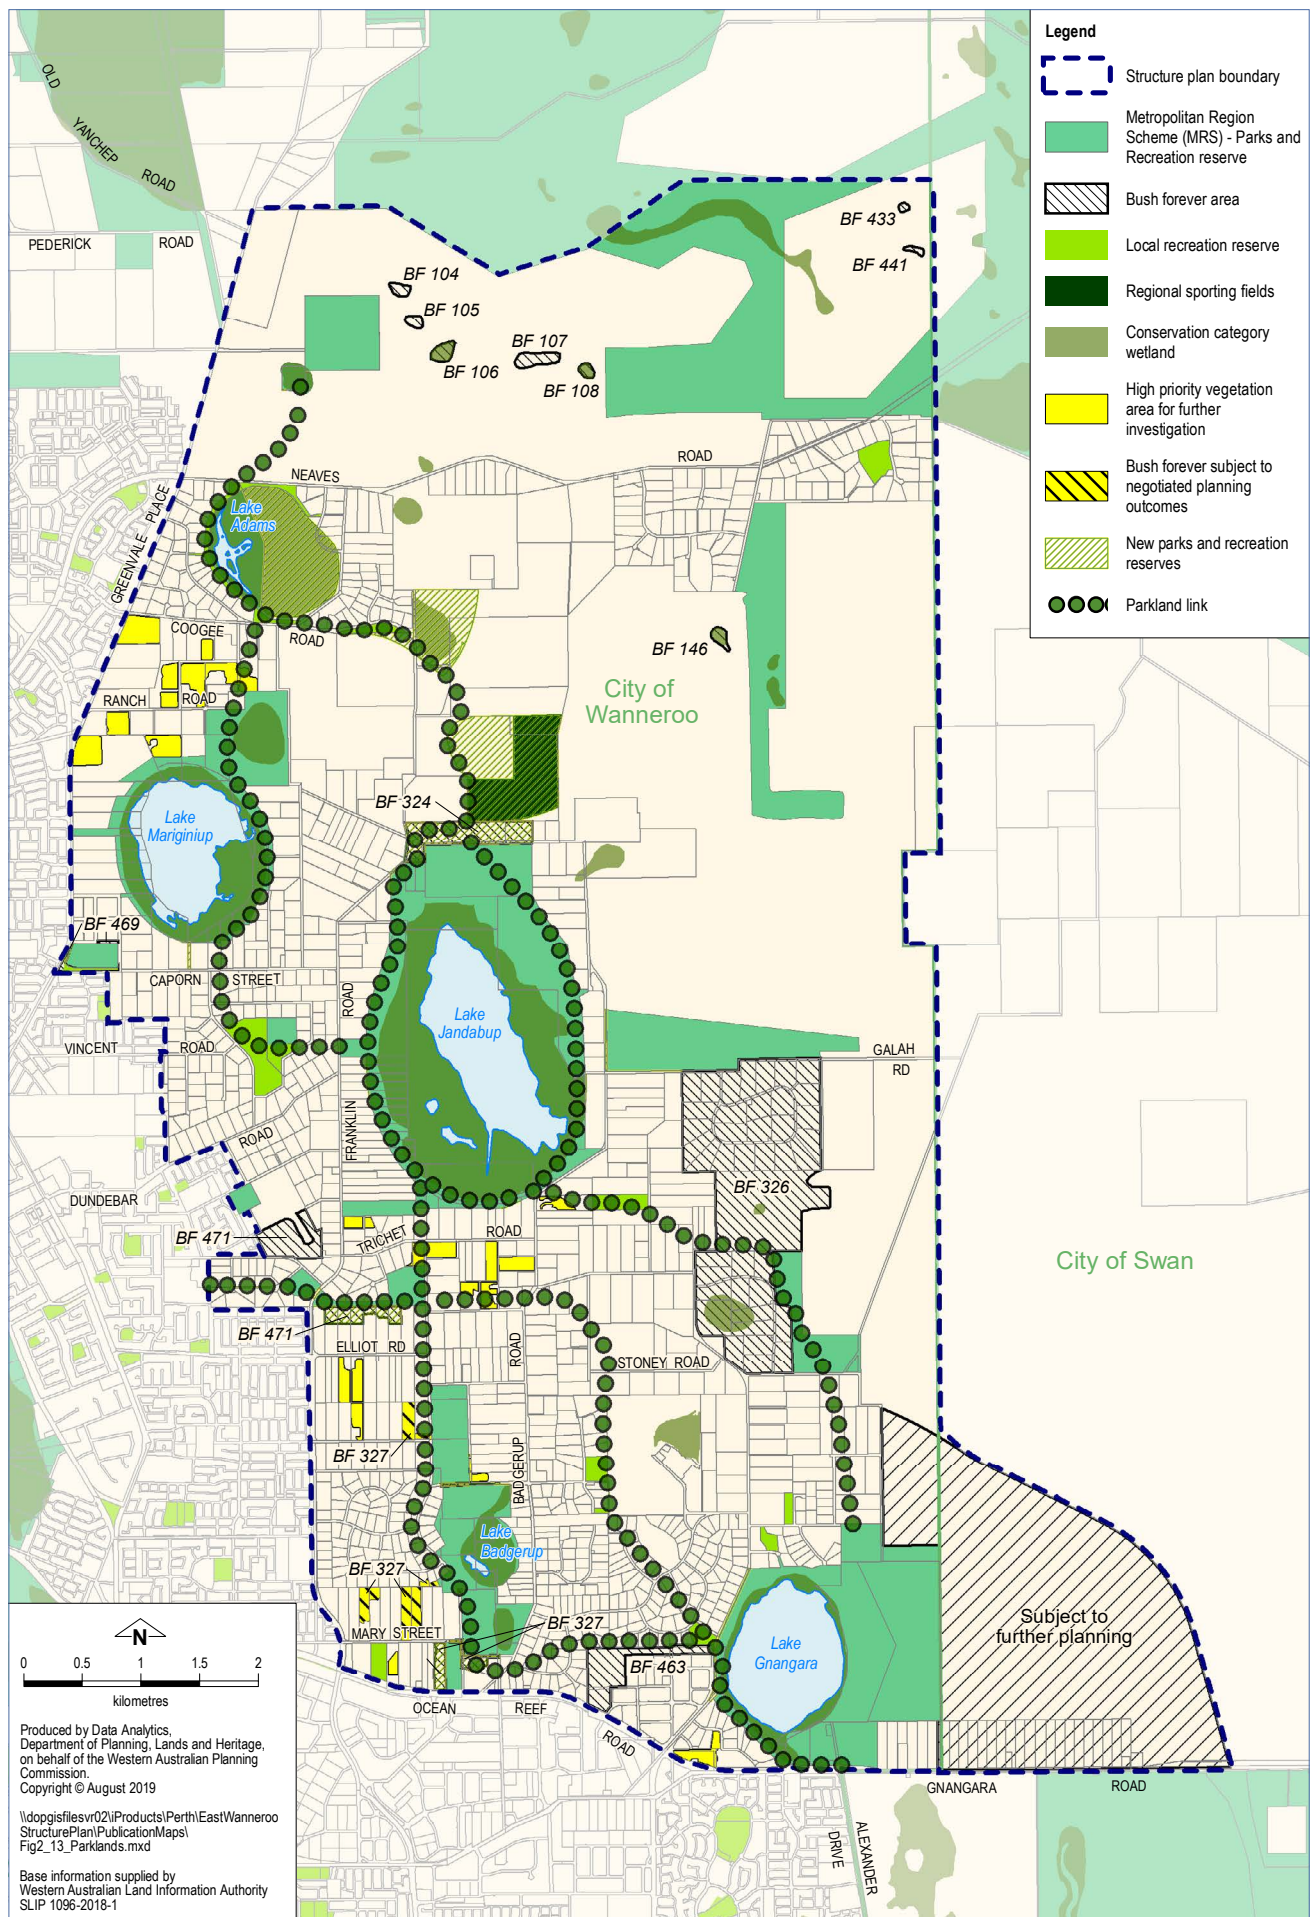 Legend
Structure plan boundary
Metropolitan Region
Scheme (MRS) - Parks and
Recreation reserve
Bush forever area
Local recreation reserve
Regional sporting fields
Conservation category
wetland
High priority vegetation
area for further
investigation
Bush forever subject to
negotiated planning
outcomes
New parks and recreation
reserves
Parkland link
OLD
YANCHEP
ROAD
PEDERICK ROAD
BF 433
BF 441
BF 104
BF 105
BF 107
BF 106
BF 108
NEAVES ROAD
GREENVALE PLACE
Lake
Adams
COOGEE ROAD
BF 146
City of
Wanneroo
RANCH ROAD
BF 324
Lake
Mariginiup
BF 469
CAPORN STREET
ROAD
FRANKLIN
Lake
Jandabup
VINCENT ROAD
GALAH
RD
ROAD
DUNDEBAR
BF 326
BF 471
TRICHET ROAD
City of Swan
BF 471
ELLIOT RD
ROAD
STONEY ROAD
BF 327
BADGERUP
Lake
Badgerup
BF 327
MARY STREET
BF 327
BF 463
Lake
Gnangara
Subject to
further planning
OCEAN REEF
ROAD
GNANGARA ROAD
ALEXANDER
DRIVE
N
0 0.5 1 1.5 2
kilometres
Produced by Data Analytics,
Department of Planning, Lands and Heritage,
on behalf of the Western Australian Planning
Commission.
Copyright © August 2019
\\dopgisfilesvr02\iProducts\Perth\EastWanneroo
StructurePlan\PublicationMaps\
Fig2_13_Parklands.mxd
Base information supplied by
Western Australian Land Information Authority
SLIP 1096-2018-1